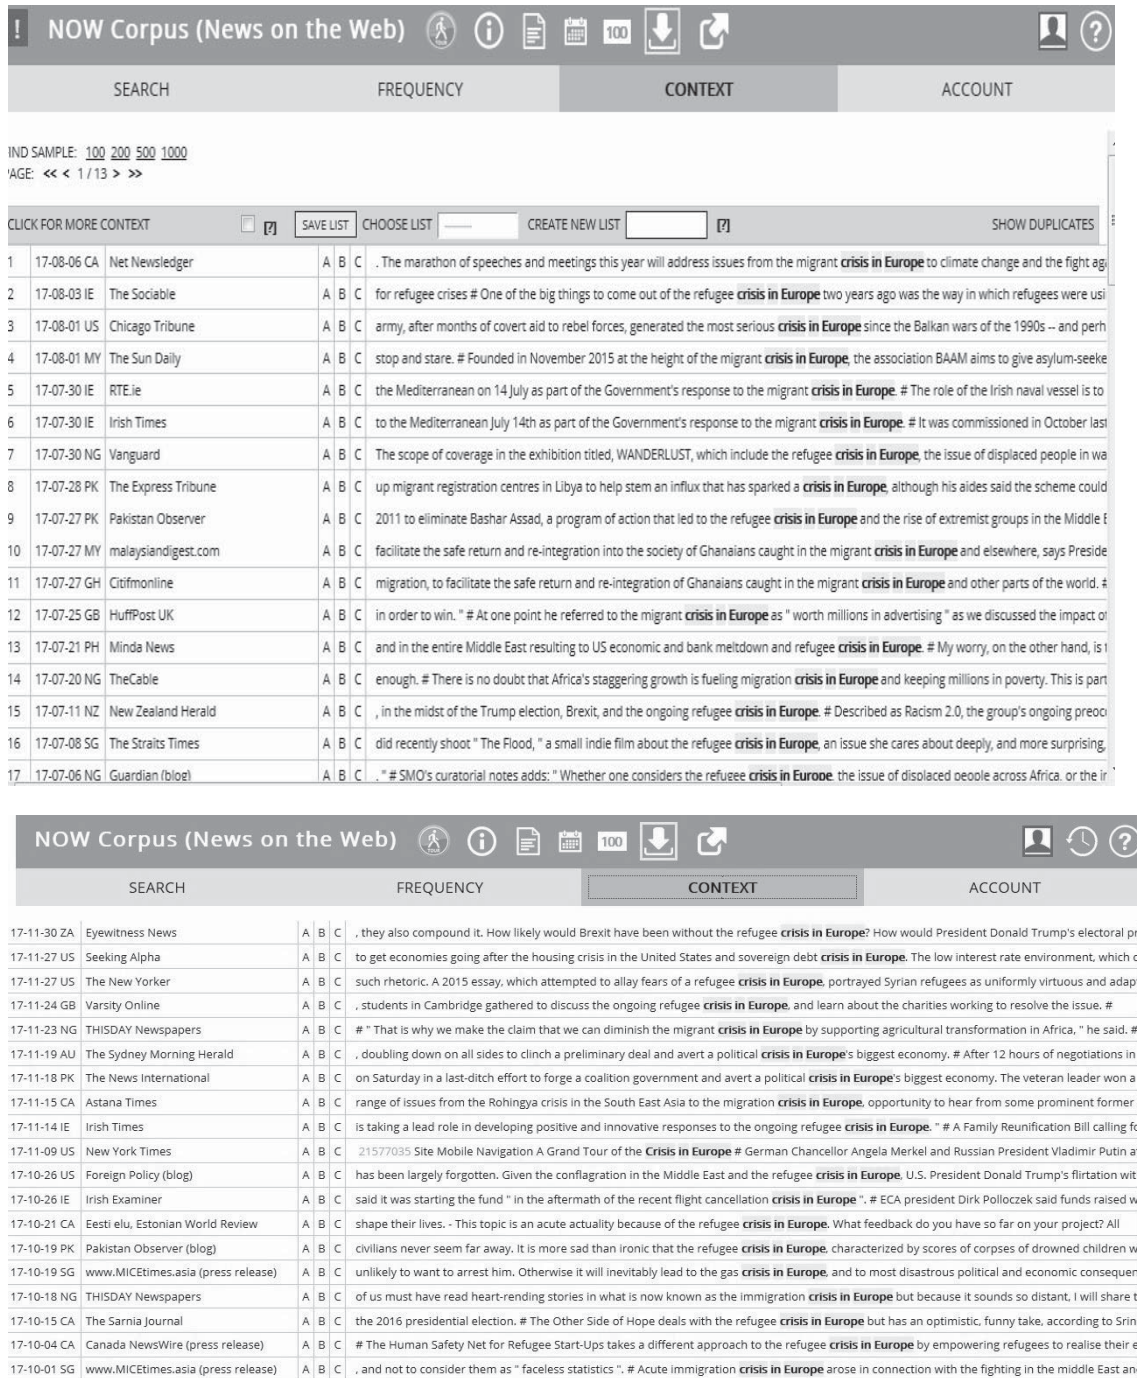 ! NOW Corpus (News on the Web) 100 ?
SEARCH FREQUENCY CONTEXT ACCOUNT
IND SAMPLE: 100 200 500 1000
AGE: << < 1 / 13 > >>
CLICK FOR MORE CONTEXT [?] SAVE LIST CHOOSE LIST ------ CREATE NEW LIST [?] SHOW DUPLICATES
1 17-08-06 CA Net Newsledger A B C . The marathon of speeches and meetings this year will address issues from the migrant crisis in Europe to climate change and the fight aga
2 17-08-03 IE The Sociable A B C for refugee crises # One of the big things to come out of the refugee crisis in Europe two years ago was the way in which refugees were usi
3 17-08-01 US Chicago Tribune A B C army, after months of covert aid to rebel forces, generated the most serious crisis in Europe since the Balkan wars of the 1990s -- and perh
4 17-08-01 MY The Sun Daily A B C stop and stare. # Founded in November 2015 at the height of the migrant crisis in Europe, the association BAAM aims to give asylum-seeke
5 17-07-30 IE RTE.ie A B C the Mediterranean on 14 July as part of the Government's response to the migrant crisis in Europe. # The role of the Irish naval vessel is to
6 17-07-30 IE Irish Times A B C to the Mediterranean July 14th as part of the Government's response to the migrant crisis in Europe. # It was commissioned in October last
7 17-07-30 NG Vanguard A B C The scope of coverage in the exhibition titled, WANDERLUST, which include the refugee crisis in Europe, the issue of displaced people in wa
8 17-07-28 PK The Express Tribune A B C up migrant registration centres in Libya to help stem an influx that has sparked a crisis in Europe, although his aides said the scheme could
9 17-07-27 PK Pakistan Observer A B C 2011 to eliminate Bashar Assad, a program of action that led to the refugee crisis in Europe and the rise of extremist groups in the Middle E
10 17-07-27 MY malaysiandigest.com A B C facilitate the safe return and re-integration into the society of Ghanaians caught in the migrant crisis in Europe and elsewhere, says Preside
11 17-07-27 GH Citifmonline A B C migration, to facilitate the safe return and re-integration of Ghanaians caught in the migrant crisis in Europe and other parts of the world. #
12 17-07-25 GB HuffPost UK A B C in order to win. " # At one point he referred to the migrant crisis in Europe as " worth millions in advertising " as we discussed the impact of
13 17-07-21 PH Minda News A B C and in the entire Middle East resulting to US economic and bank meltdown and refugee crisis in Europe. # My worry, on the other hand, is t
14 17-07-20 NG TheCable A B C enough. # There is no doubt that Africa's staggering growth is fueling migration crisis in Europe and keeping millions in poverty. This is part
15 17-07-11 NZ New Zealand Herald A B C , in the midst of the Trump election, Brexit, and the ongoing refugee crisis in Europe. # Described as Racism 2.0, the group's ongoing preoc
16 17-07-08 SG The Straits Times A B C did recently shoot " The Flood, " a small indie film about the refugee crisis in Europe, an issue she cares about deeply, and more surprising,
17 17-07-06 NG Guardian (blog) A B C . " # SMO's curatorial notes adds: " Whether one considers the refugee crisis in Europe, the issue of displaced people across Africa, or the ir
NOW Corpus (News on the Web) 100 ?
SEARCH FREQUENCY CONTEXT ACCOUNT
17-11-30 ZA Eyewitness News A B C , they also compound it. How likely would Brexit have been without the refugee crisis in Europe? How would President Donald Trump's electoral pr
17-11-27 US Seeking Alpha A B C to get economies going after the housing crisis in the United States and sovereign debt crisis in Europe. The low interest rate environment, which c
17-11-27 US The New Yorker A B C such rhetoric. A 2015 essay, which attempted to allay fears of a refugee crisis in Europe, portrayed Syrian refugees as uniformly virtuous and adap
17-11-24 GB Varsity Online A B C , students in Cambridge gathered to discuss the ongoing refugee crisis in Europe, and learn about the charities working to resolve the issue. #
17-11-23 NG THISDAY Newspapers A B C # " That is why we make the claim that we can diminish the migrant crisis in Europe by supporting agricultural transformation in Africa, " he said. #
17-11-19 AU The Sydney Morning Herald A B C , doubling down on all sides to clinch a preliminary deal and avert a political crisis in Europe's biggest economy. # After 12 hours of negotiations in
17-11-18 PK The News International A B C on Saturday in a last-ditch effort to forge a coalition government and avert a political crisis in Europe's biggest economy. The veteran leader won a
17-11-15 CA Astana Times A B C range of issues from the Rohingya crisis in the South East Asia to the migration crisis in Europe, opportunity to hear from some prominent former
17-11-14 IE Irish Times A B C is taking a lead role in developing positive and innovative responses to the ongoing refugee crisis in Europe. " # A Family Reunification Bill calling fo
17-11-09 US New York Times A B C 21577035 Site Mobile Navigation A Grand Tour of the Crisis in Europe # German Chancellor Angela Merkel and Russian President Vladimir Putin a
17-10-26 US Foreign Policy (blog) A B C has been largely forgotten. Given the conflagration in the Middle East and the refugee crisis in Europe, U.S. President Donald Trump's flirtation wit
17-10-26 IE Irish Examiner A B C said it was starting the fund " in the aftermath of the recent flight cancellation crisis in Europe ". # ECA president Dirk Polloczek said funds raised w
17-10-21 CA Eesti elu, Estonian World Review A B C shape their lives. - This topic is an acute actuality because of the refugee crisis in Europe. What feedback do you have so far on your project? All
17-10-19 PK Pakistan Observer (blog) A B C civilians never seem far away. It is more sad than ironic that the refugee crisis in Europe, characterized by scores of corpses of drowned children w
17-10-19 SG www.MICEtimes.asia (press release) A B C unlikely to want to arrest him. Otherwise it will inevitably lead to the gas crisis in Europe, and to most disastrous political and economic consequen
17-10-18 NG THISDAY Newspapers A B C of us must have read heart-rending stories in what is now known as the immigration crisis in Europe but because it sounds so distant, I will share t
17-10-15 CA The Sarnia Journal A B C the 2016 presidential election. # The Other Side of Hope deals with the refugee crisis in Europe but has an optimistic, funny take, according to Srin
17-10-04 CA Canada NewsWire (press release) A B C # The Human Safety Net for Refugee Start-Ups takes a different approach to the refugee crisis in Europe by empowering refugees to realise their e
17-10-01 SG www.MICEtimes.asia (press release) A B C , and not to consider them as " faceless statistics ". # Acute immigration crisis in Europe arose in connection with the fighting in the middle East an